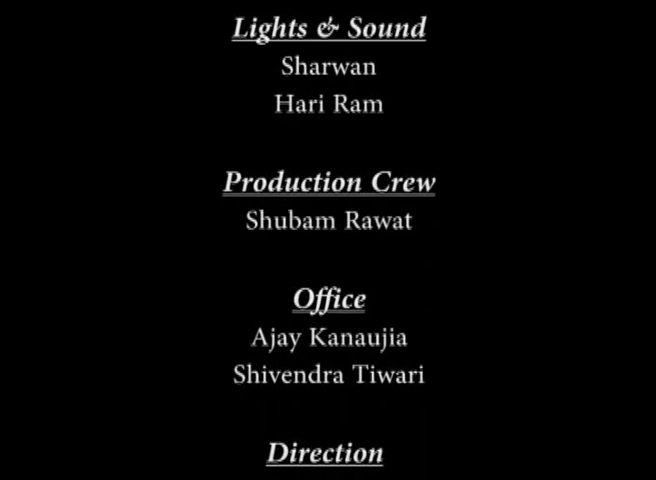 Lights & Sound
Sharwan
Hari Ram
Production Crew
Shubam Rawat
Office
Ajay Kanaujia
Shivendra Tiwari
Direction